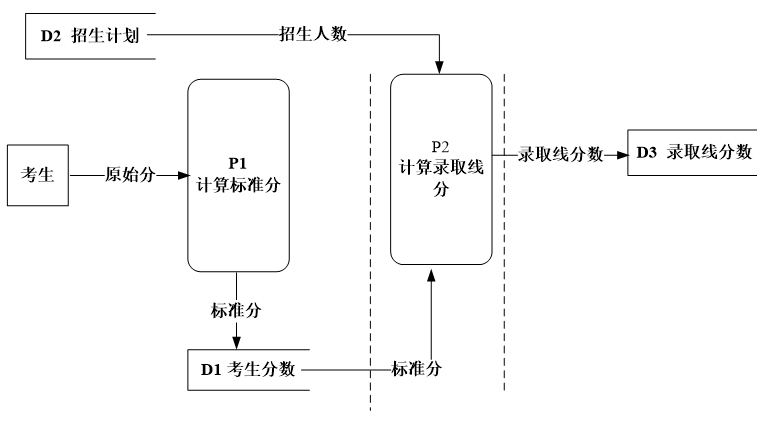 D2 招生计划
招生人数
P1
计算标准分
P2
计算录取线
分
考生
原始分
录取线分数
D3 录取线分数
标准分
D1 考生分数
标准分